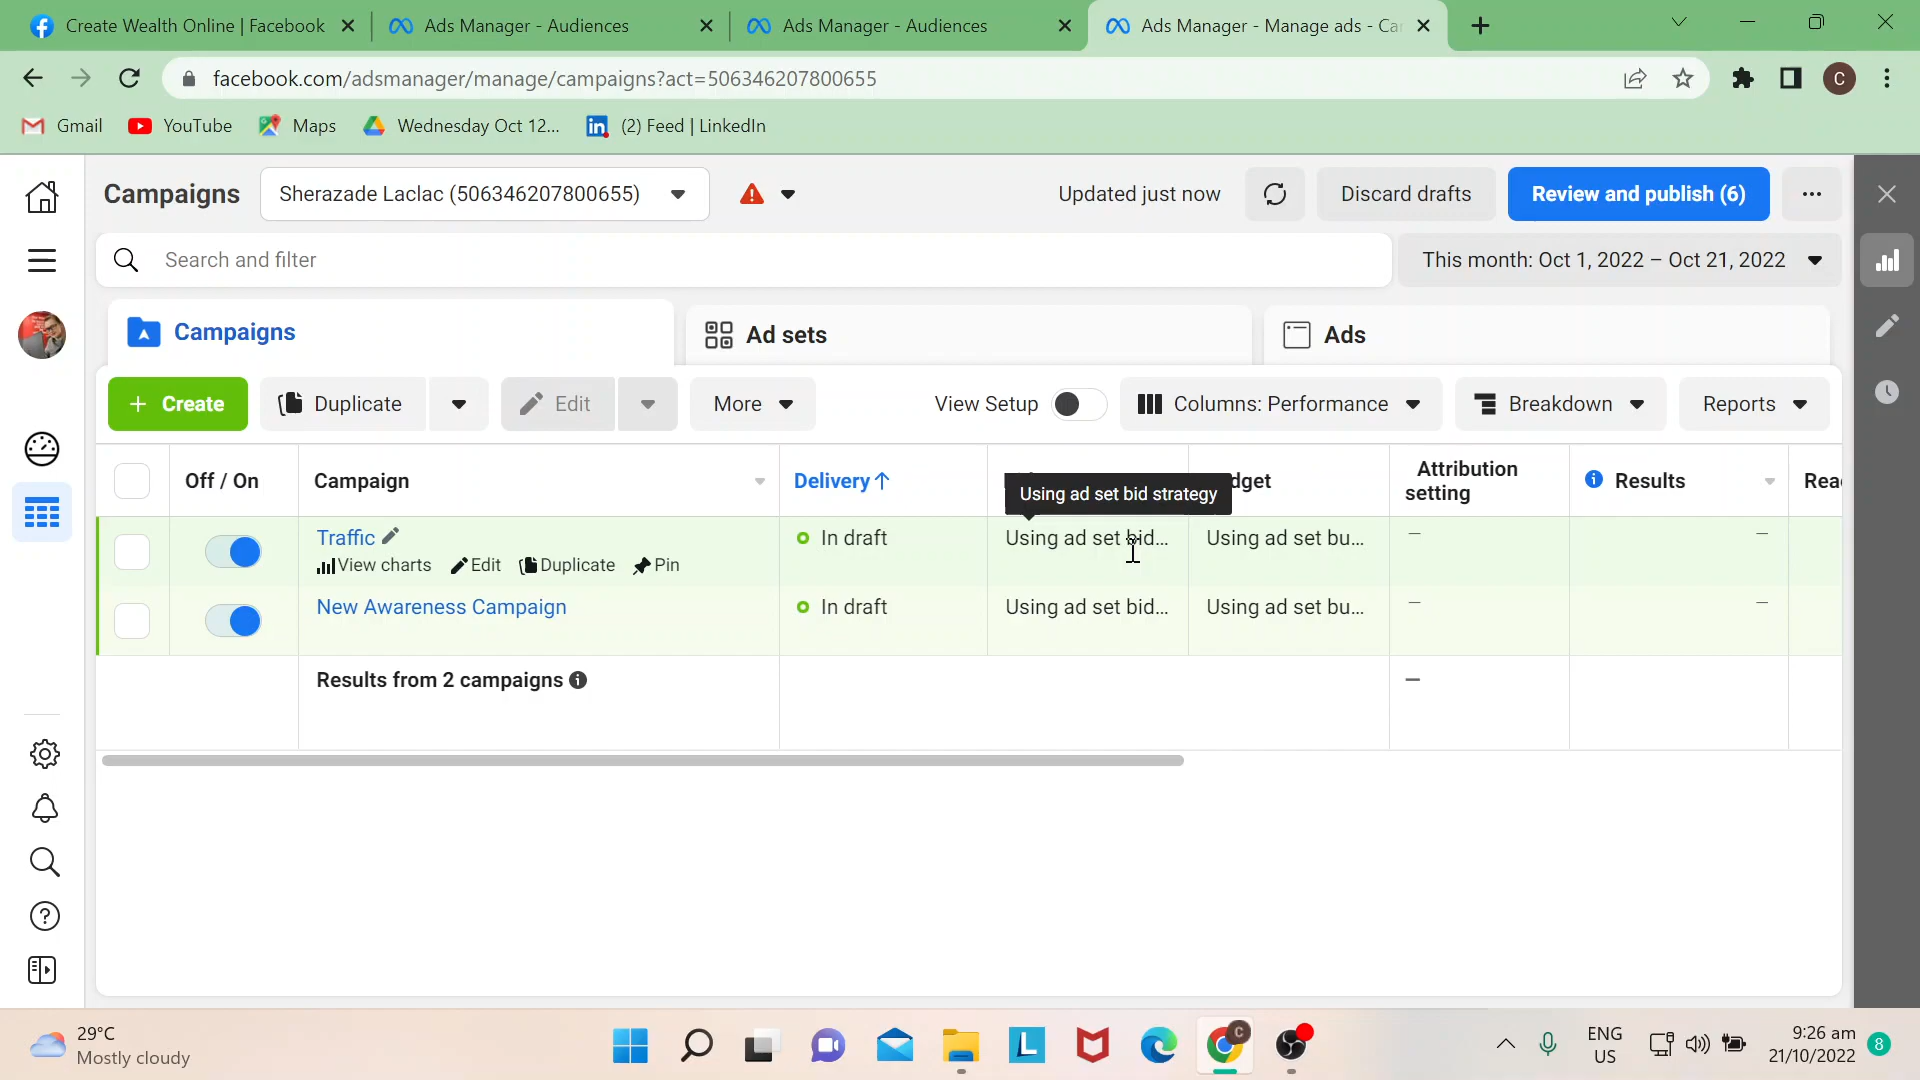 Create Wealth Online | Facebook
Ads Manager - Audiences
Ads Manager - Audiences
Ads Manager - Manage ads - Ca
facebook.com/adsmanager/manage/campaigns?act=506346207800655
C
Gmail
YouTube
Maps
Wednesday Oct 12...
(2) Feed | LinkedIn
Campaigns
Sherazade Laclac (506346207800655)
Updated just now
Discard drafts
Review and publish (6)
Search and filter
This month: Oct 1, 2022 – Oct 21, 2022
Campaigns
Ad sets
Ads
+ Create
Duplicate
Edit
More
View Setup
Columns: Performance
Breakdown
Reports
Off / On
Campaign
Delivery ↑
Using ad set bid strategy
dget
Attribution
setting
Results
Rea
Traffic
In draft
Using ad set bid...
Using ad set bu...
—
—
View charts
Edit
Duplicate
Pin
New Awareness Campaign
In draft
Using ad set bid...
Using ad set bu...
—
—
Results from 2 campaigns
—
29°C
Mostly cloudy
C
ENG
US
9:26 am
21/10/2022
8